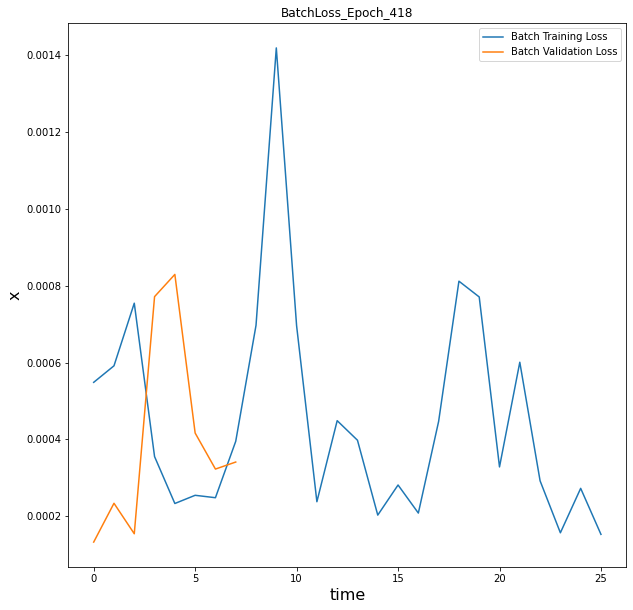 BatchLoss_Epoch_418
Batch Training Loss
Batch Validation Loss
0.0014
0.0012
0.0010
0.0008
0.0006
0.0004
0.0002
x
0 5 10 15 20 25
time